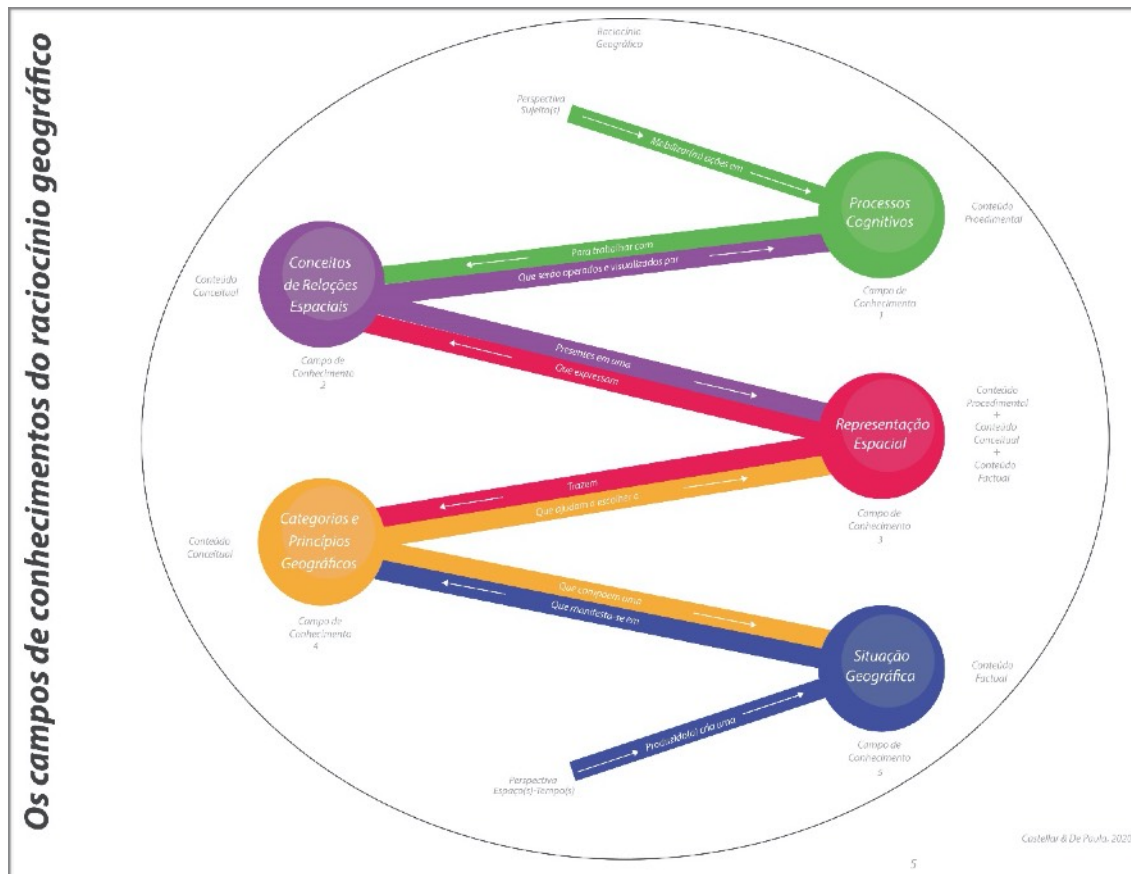 Os campos de conhecimentos do raciocínio geográfico
Raciocínio
Geográfico
Perspectiva
Sujeito(s)
Mobilizar(m) ações em
Processos
Cognitivos
Conteúdo
Proedimental
Campo de
Conhecimento
1
Para trabalhar com
Que serão operados e visualizados por
Conteúdo
Conceitual
Conceitos
de Relações
Espaciais
Campo de
Conhecimento
2
Presentes em uma
Que expressam
Representação
Espacial
Conteúdo
Procedimental
+
Conteúdo
Conceitual
+
Conteúdo
Factual
Campo de
Conhecimento
3
Trazem
Que ajudam a escolher a
Conteúdo
Conceitual
Categorias e
Princípios
Geográficos
Campo de
Conhecimento
4
Que compõem uma
Que manifesta-se em
Situação
Geográfica
Conteúdo
Factual
Campo de
Conhecimento
5
Produzido(a) cria uma
Perspectiva
Espaço(s)-Tempo(s)
Castellar & De Paula, 2020
5